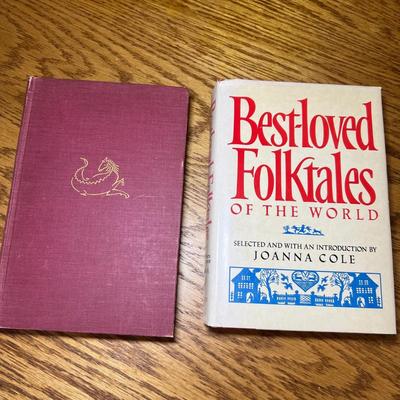 Best-loved
Folktales
OF THE WORLD
SELECTED AND WITH AN INTRODUCTION BY
JOANNA COLE